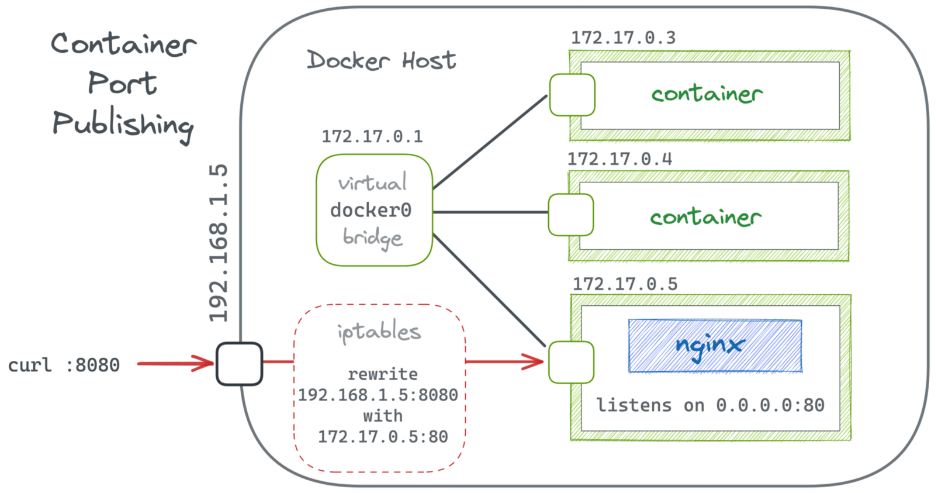 Container
Port
Publishing
Docker Host
172.17.0.3
container
172.17.0.1
virtual
docker0
bridge
172.17.0.4
container
192.168.1.5
172.17.0.5
nginx
listens on 0.0.0.0:80
curl :8080
iptables
rewrite
192.168.1.5:8080
with
172.17.0.5:80